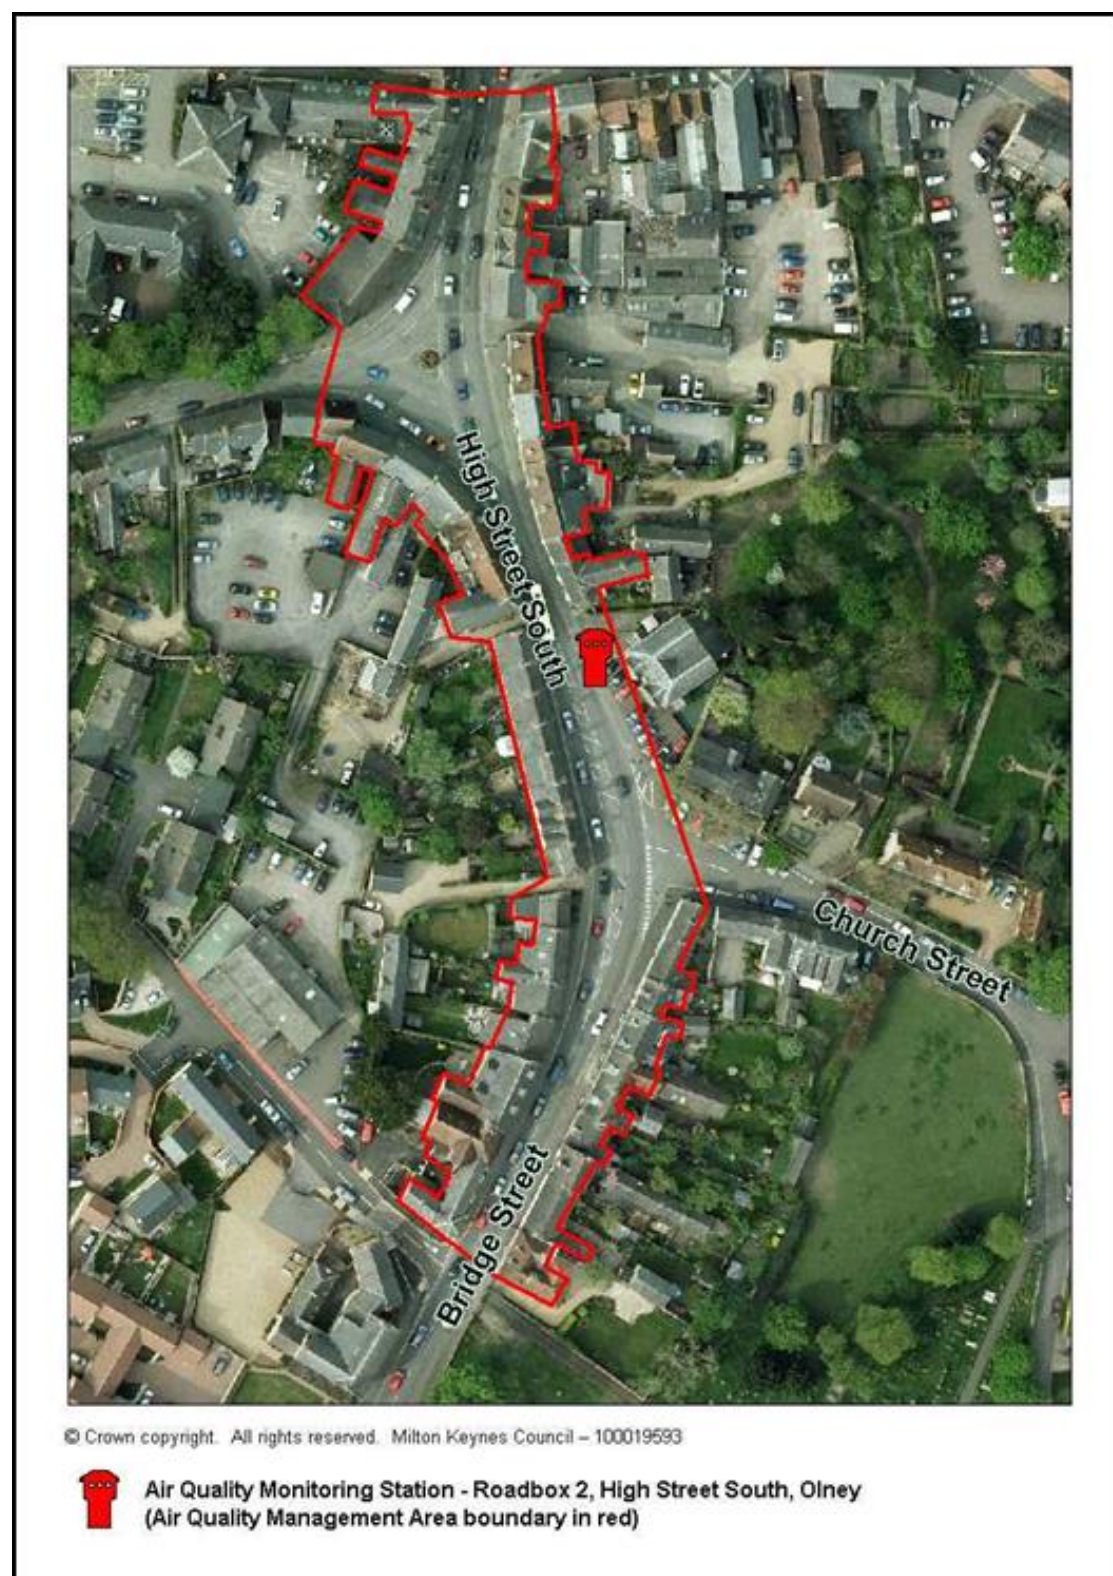 High Street South
Church Street
Bridge Street
© Crown copyright. All rights reserved. Milton Keynes Council – 100019593
Air Quality Monitoring Station - Roadbox 2, High Street South, Olney
(Air Quality Management Area boundary in red)